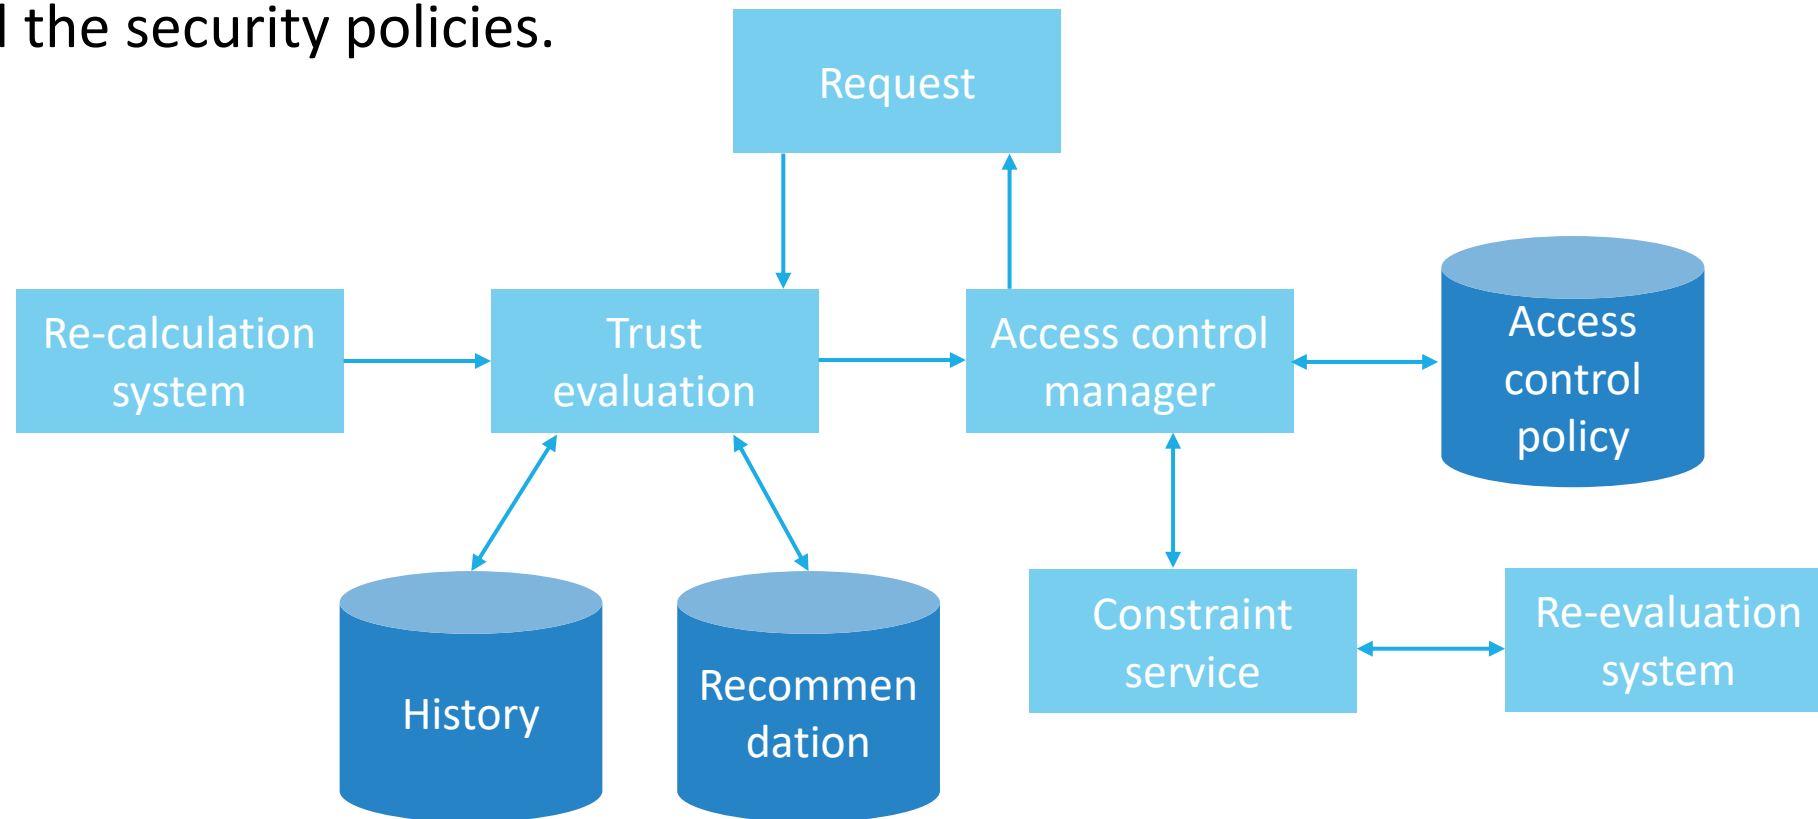 the security policies.
Request
Re-calculation
system
Trust
evaluation
Access control
manager
Access
control
policy
History
Recommen
dation
Constraint
service
Re-evaluation
system